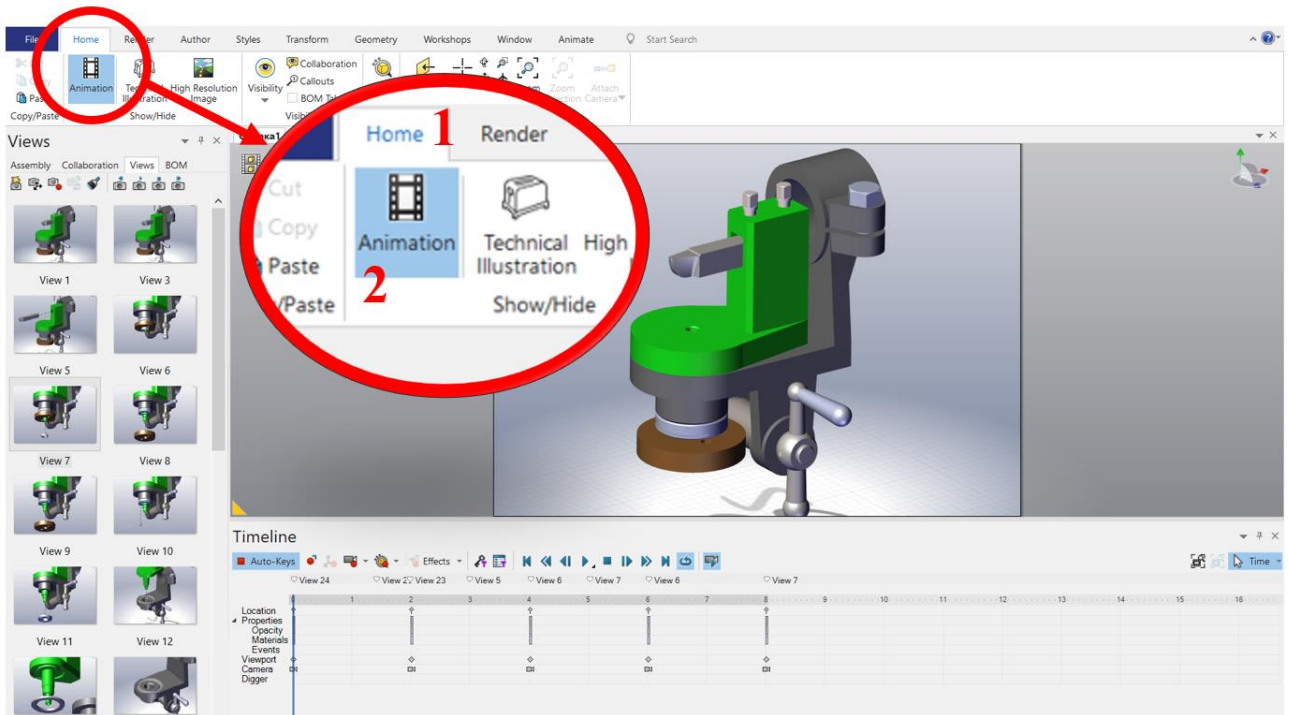 File Home Render Author Styles Transform Geometry Workshops Window Animate Start Search
Paste
Copy/Paste
Animation
Technical Illustration
High Resolution Image
Show/Hide
Visibility
Collaboration
Callouts
BOM
Zoom
Attach Camera
Home 1 Render
Cut
Copy
Paste
/Paste
Animation
2
Technical Illustration
High
Show/Hide
Views
Assembly Collaboration Views BOM
View 1 View 3
View 5 View 6
View 7 View 8
View 9 View 10
View 11 View 12
Timeline
Auto-Keys Effects Time
View 24 View 23 View 5 View 6 View 7 View 6 View 7
0 1 2 3 4 5 6 7 8 9 10 11 12 13 14 15 16
Location
Properties
Opacity
Materials
Events
Viewport
Camera
Digger